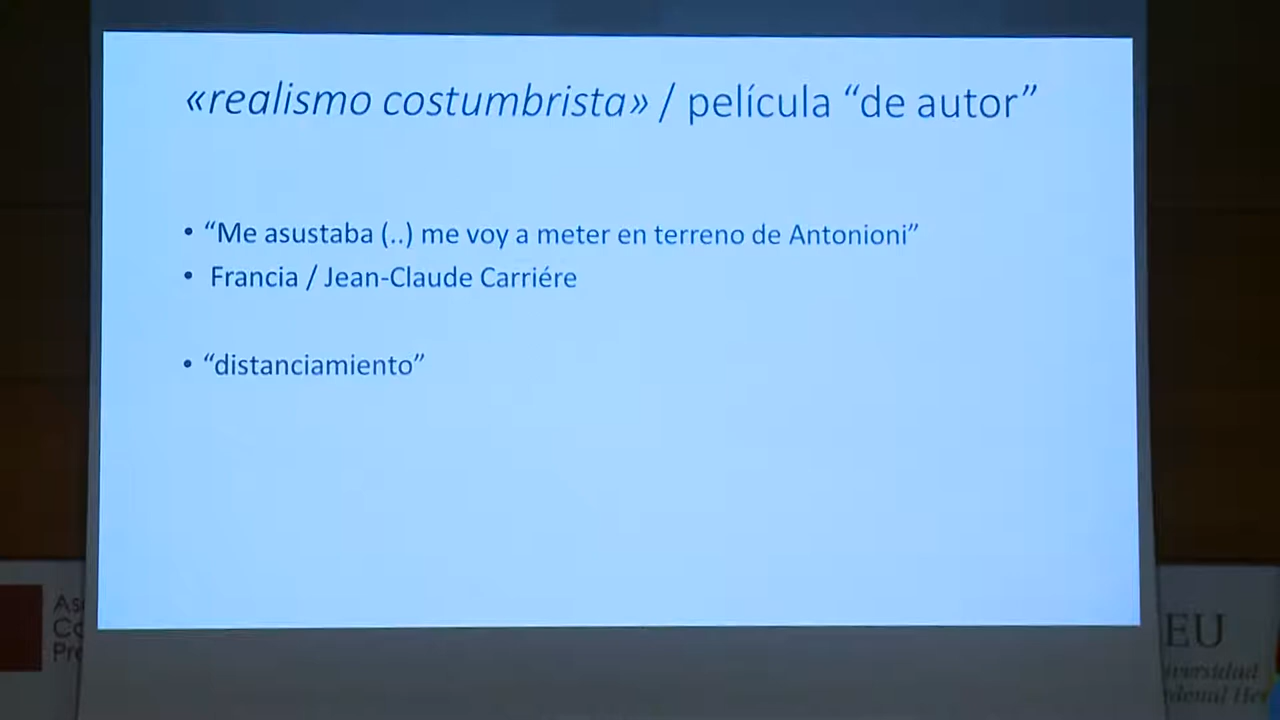 «realismo costumbrista» / película “de autor”
• “Me asustaba (..) me voy a meter en terreno de Antonioni”
• Francia / Jean-Claude Carriére
• “distanciamiento”
EU